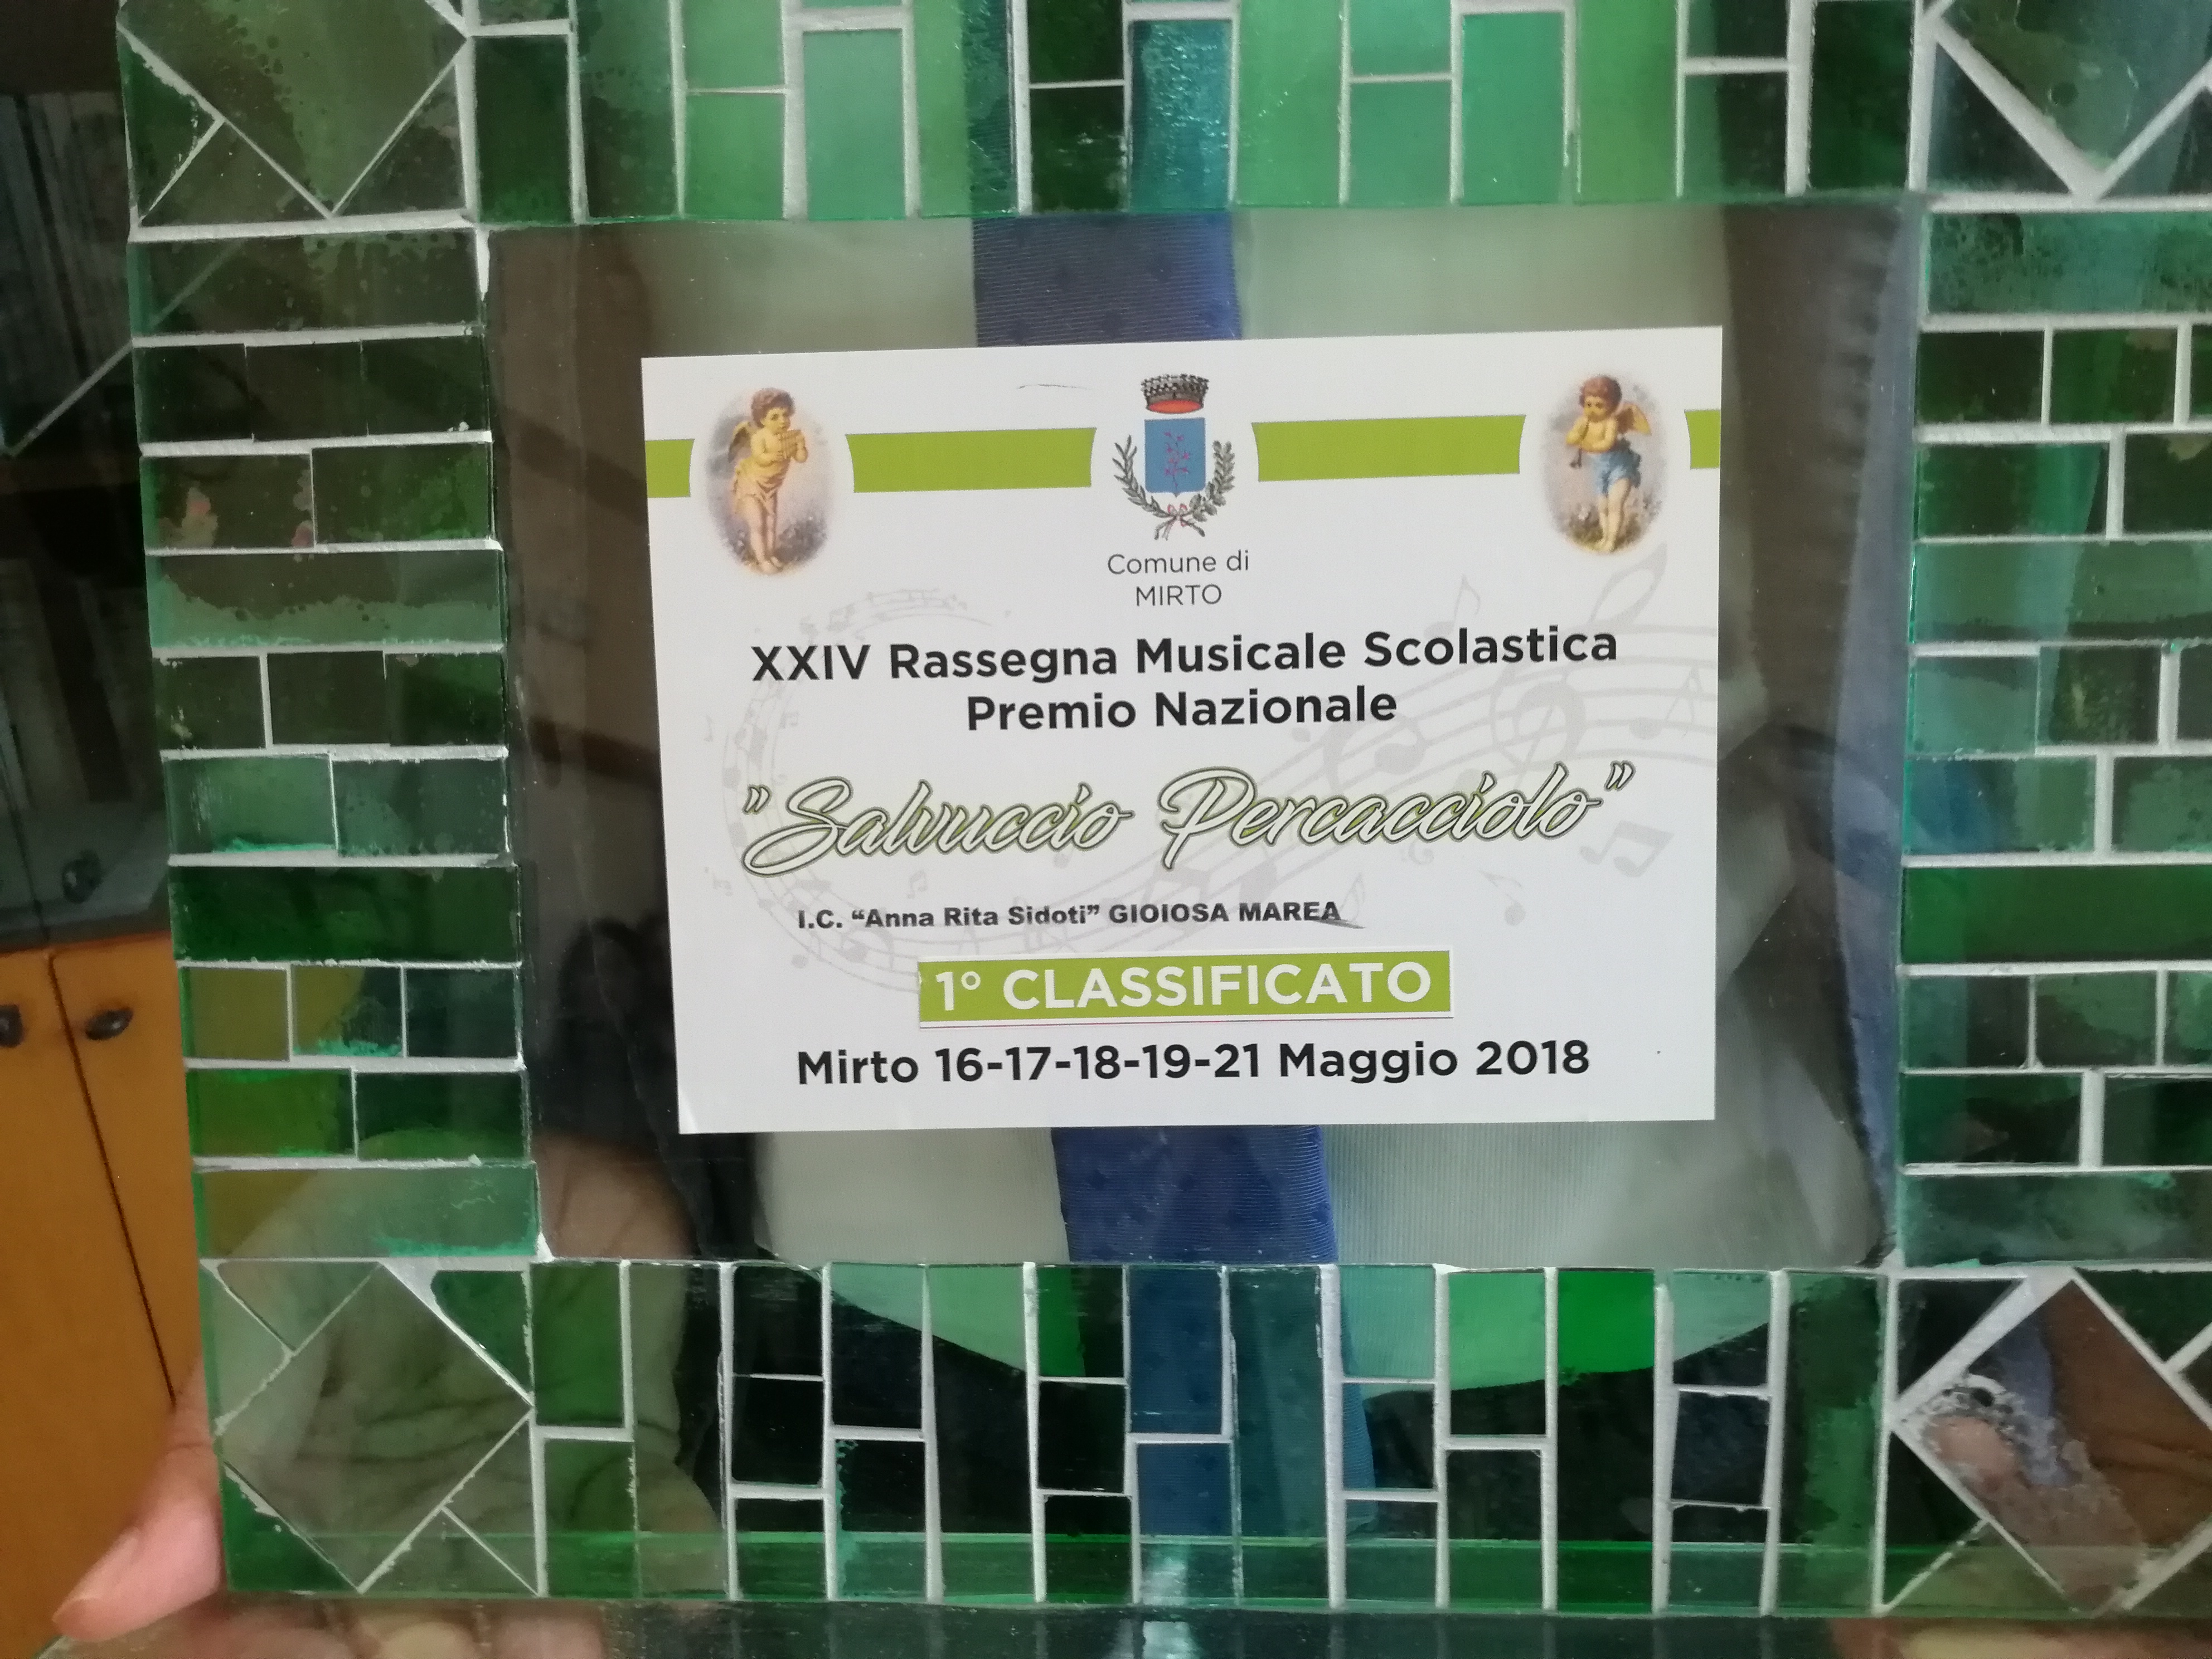 Comune di
MIRTO
XXIV Rassegna Musicale Scolastica
Premio Nazionale
"Salvuccio Percacciolo"
I.C. “Anna Rita Sidoti” GIOIOSA MAREA
1° CLASSIFICATO
Mirto 16-17-18-19-21 Maggio 2018